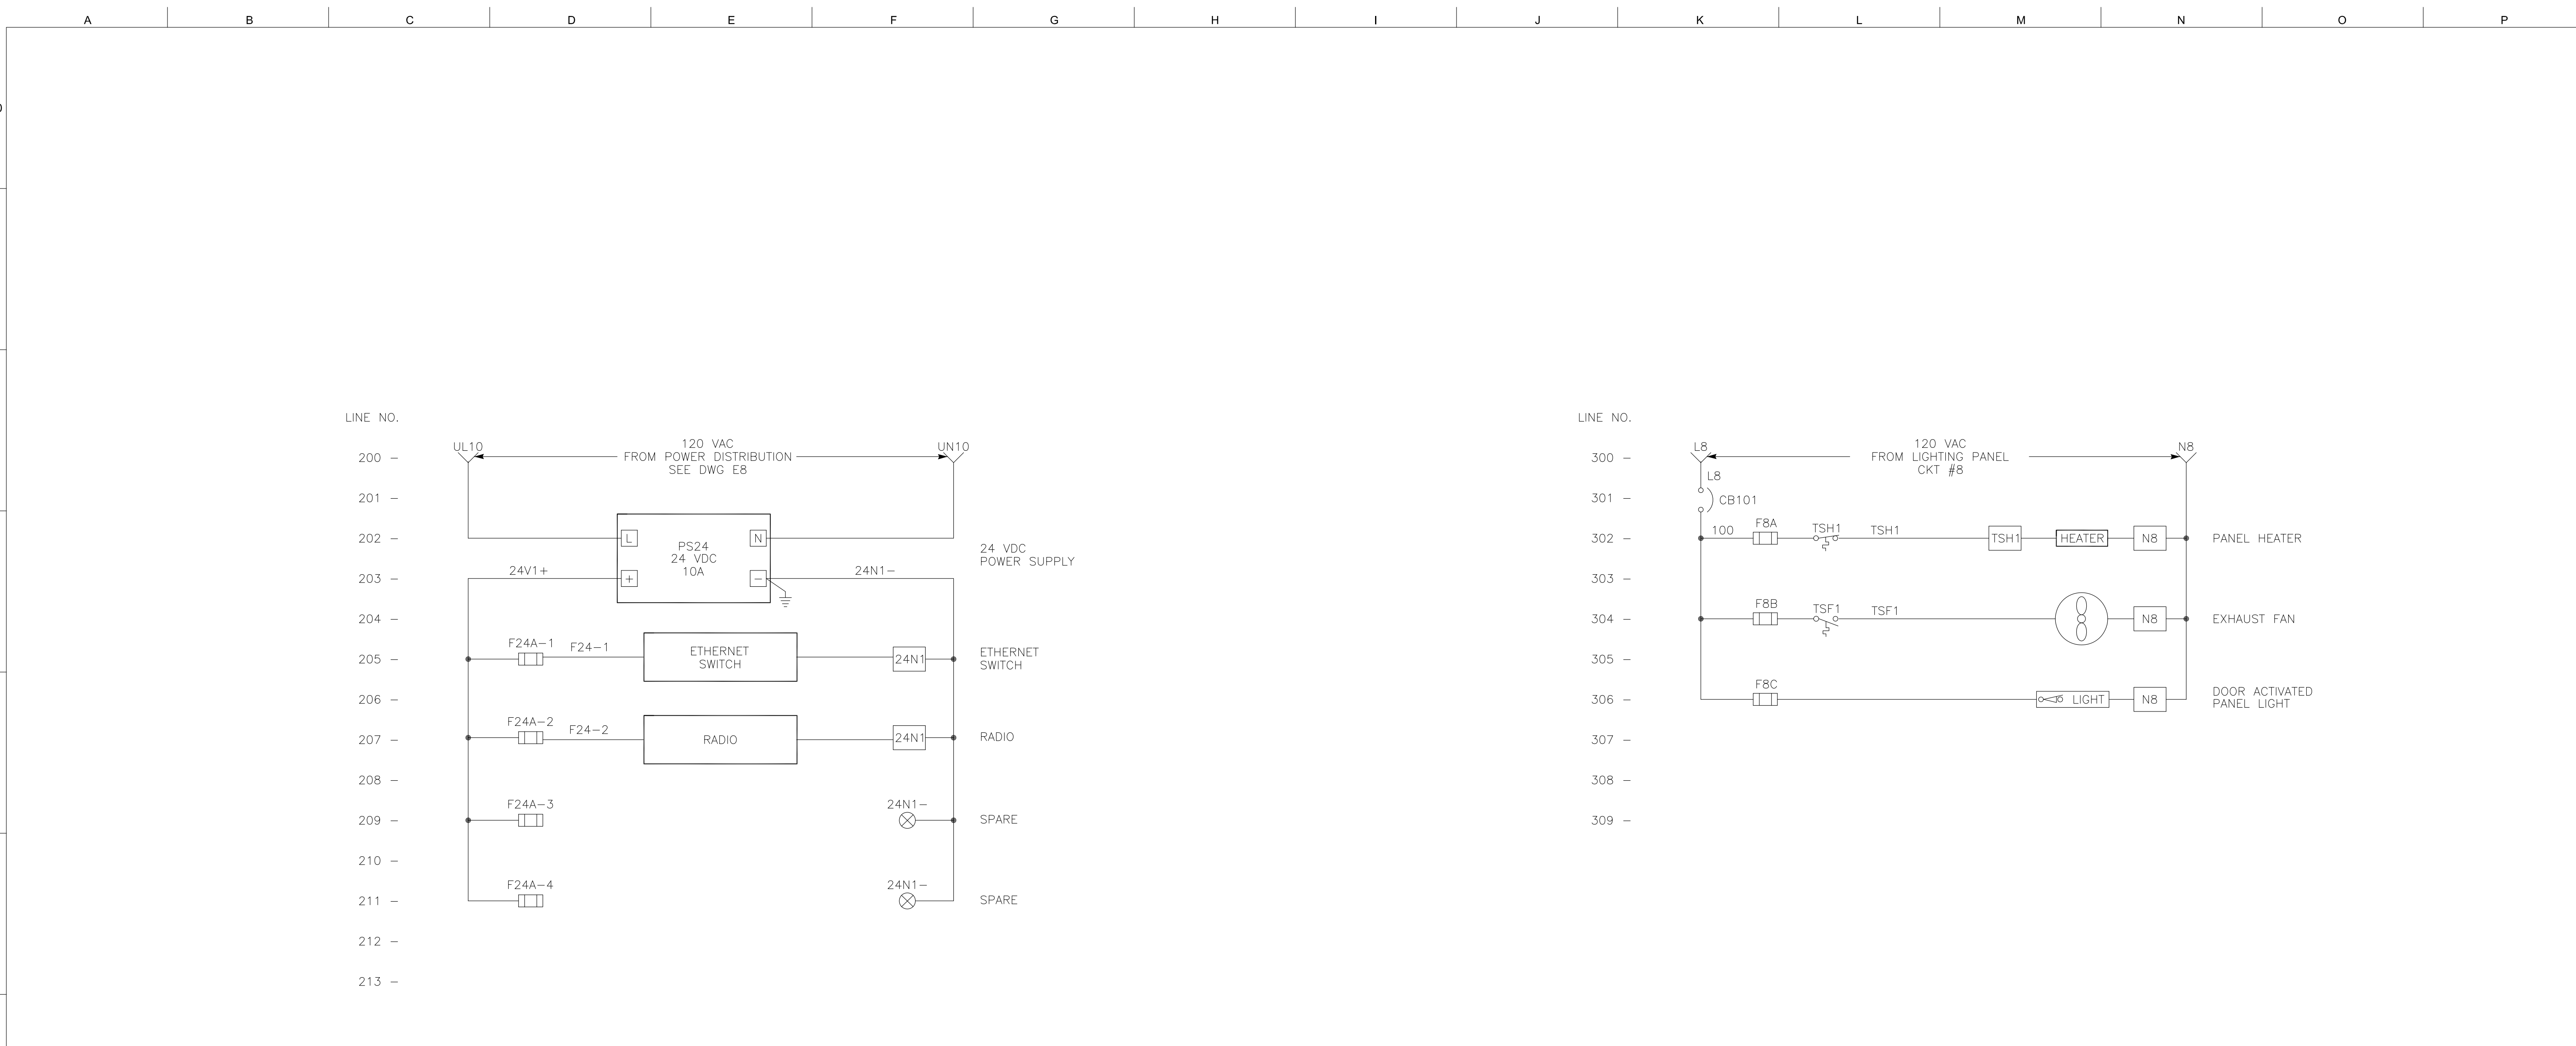 A B C D E F G H I J K L M N O P
LINE NO.
200 -
201 -
202 -
203 -
204 -
205 -
206 -
207 -
208 -
209 -
210 -
211 -
212 -
213 -
UL10
120 VAC
FROM POWER DISTRIBUTION
SEE DWG E8
UN10
L
PS24
24 VDC
10A
N
+
-
24V1+
24N1-
24 VDC
POWER SUPPLY
F24A-1
F24-1
ETHERNET
SWITCH
24N1
ETHERNET
SWITCH
F24A-2
F24-2
RADIO
24N1
RADIO
F24A-3
24N1-
SPARE
F24A-4
24N1-
SPARE
LINE NO.
300 -
301 -
302 -
303 -
304 -
305 -
306 -
307 -
308 -
309 -
L8
120 VAC
FROM LIGHTING PANEL
CKT #8
N8
L8
CB101
100
F8A
TSH1
TSH1
TSH1
HEATER
N8
PANEL HEATER
F8B
TSF1
TSF1
N8
EXHAUST FAN
F8C
LIGHT
N8
DOOR ACTIVATED
PANEL LIGHT